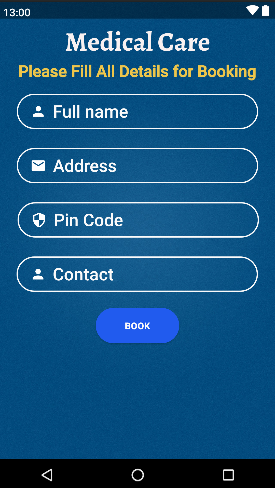 13:00
Medical Care
Please Fill All Details for Booking
Full name
Address
Pin Code
Contact
BOOK